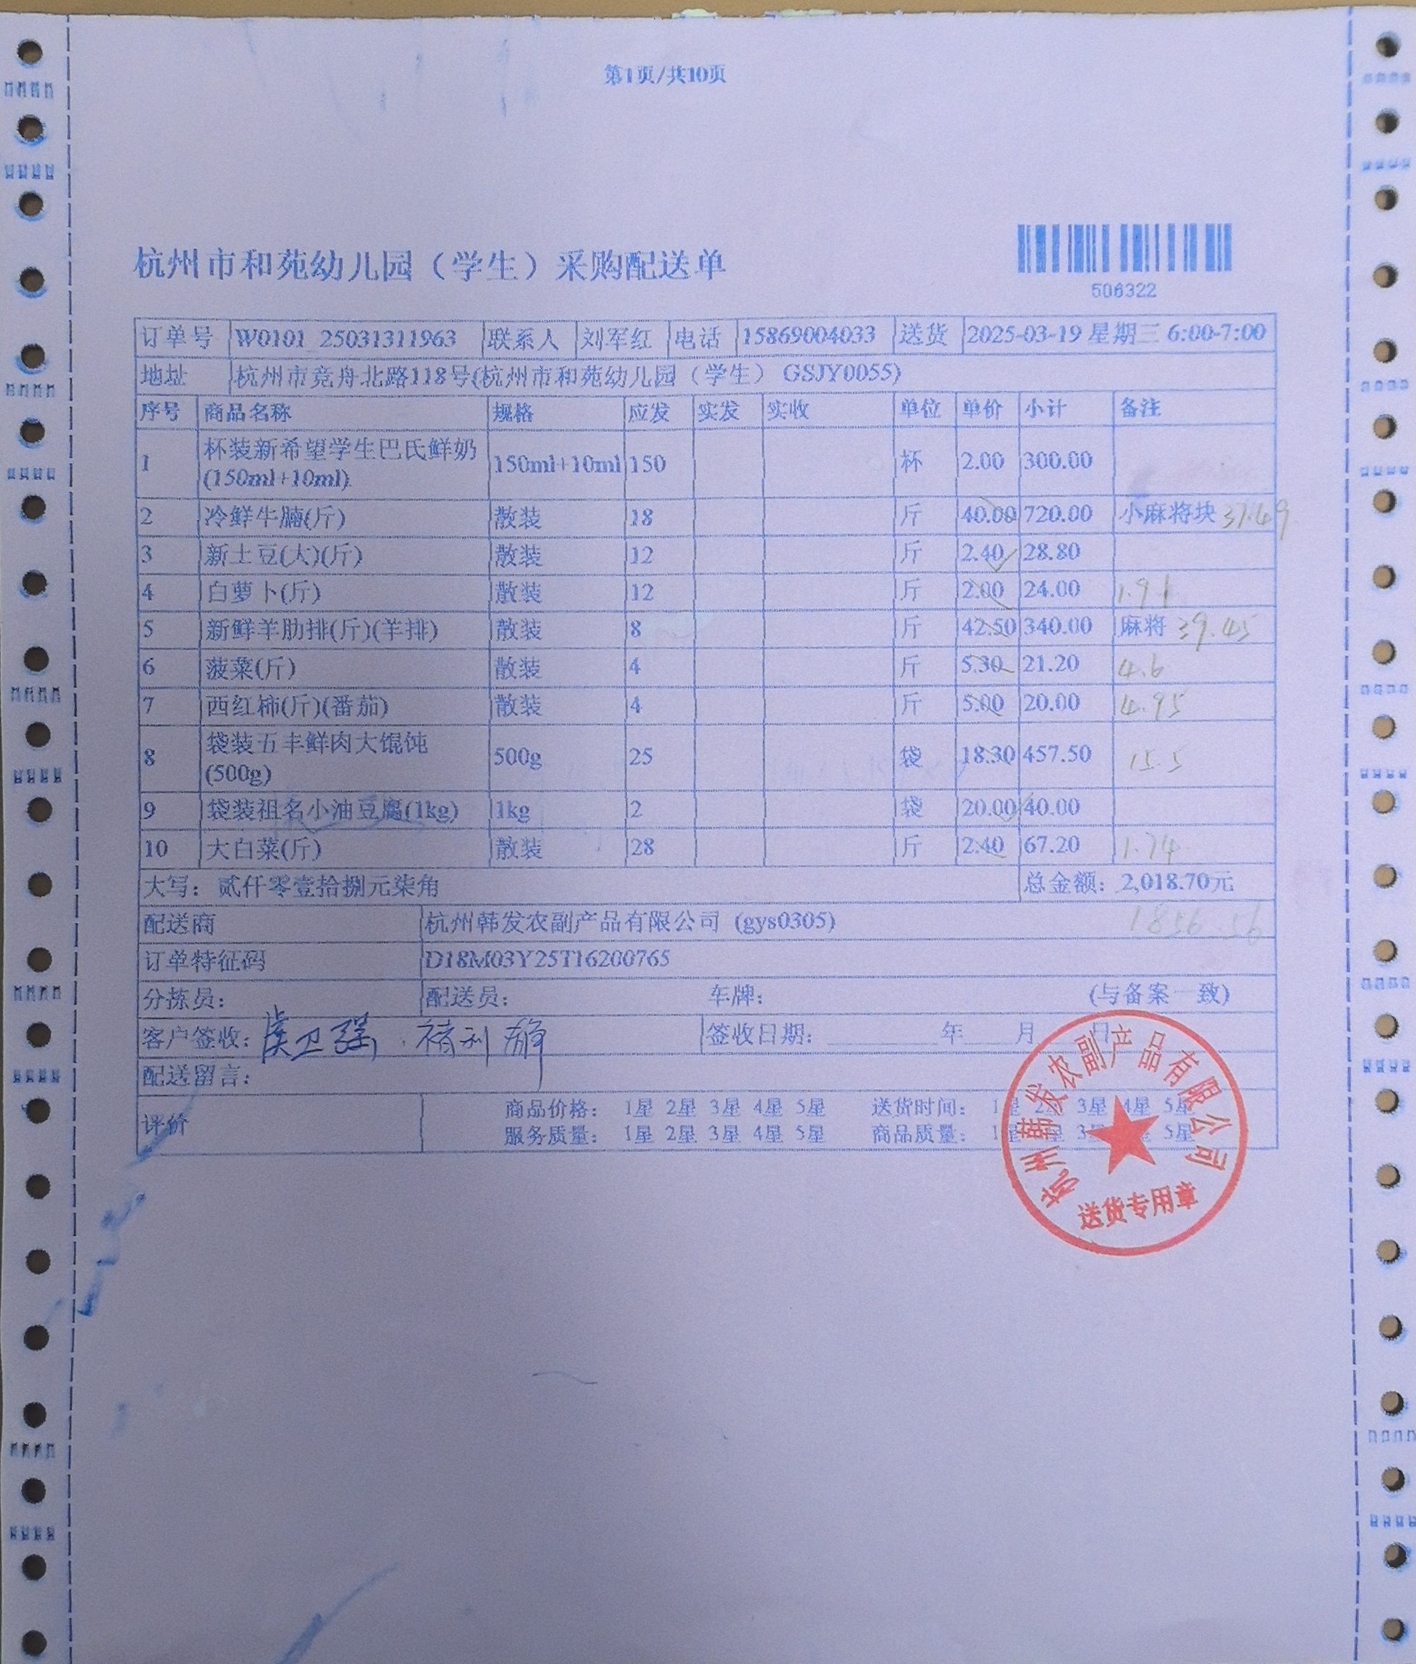 第1页/共10页
杭州市和苑幼儿园（学生）采购配送单
506322
订单号 W0101_25031311963 联系人 刘军红 电话 15869004033 送货 2025-03-19 星期三 6:00-7:00
地址 杭州市竞舟北路118号(杭州市和苑幼儿园（学生） GSJY0055)
序号 商品名称 规格 应发 实发 实收 单位 单价 小计 备注
1 杯装新希望学生巴氏鲜奶(150ml+10ml) 150ml+10ml 150 杯 2.00 300.00
2 冷鲜牛腩(斤) 散装 18 斤 40.00 720.00 小麻将块 37.49
3 新土豆(大)(斤) 散装 12 斤 2.40 28.80
4 白萝卜(斤) 散装 12 斤 2.00 24.00 1.91
5 新鲜羊肋排(斤)(羊排) 散装 8 斤 42.50 340.00 麻将 39.45
6 菠菜(斤) 散装 4 斤 5.30 21.20 4.6
7 西红柿(斤)(番茄) 散装 4 斤 5.00 20.00 4.95
8 袋装五丰鲜肉大馄饨(500g) 500g 25 袋 18.30 457.50 15.5
9 袋装祖名小油豆腐(1kg) 1kg 2 袋 20.00 40.00
10 大白菜(斤) 散装 28 斤 2.40 67.20 1.74
大写：贰仟零壹拾捌元柒角 总金额：2,018.70元
配送商 杭州韩发农副产品有限公司 (gys0305) 1856.56
订单特征码 D18M03Y25T16200765
分拣员： 配送员： 车牌： (与备案一致)
客户签收：虞卫强 褚利静 签收日期： 年 月 日
配送留言：
评价 商品价格： 1星 2星 3星 4星 5星 送货时间： 1星 2星 3星 4星 5星
服务质量： 1星 2星 3星 4星 5星 商品质量： 1星 2星 3星 4星 5星
杭州韩发农副产品有限公司
送货专用章